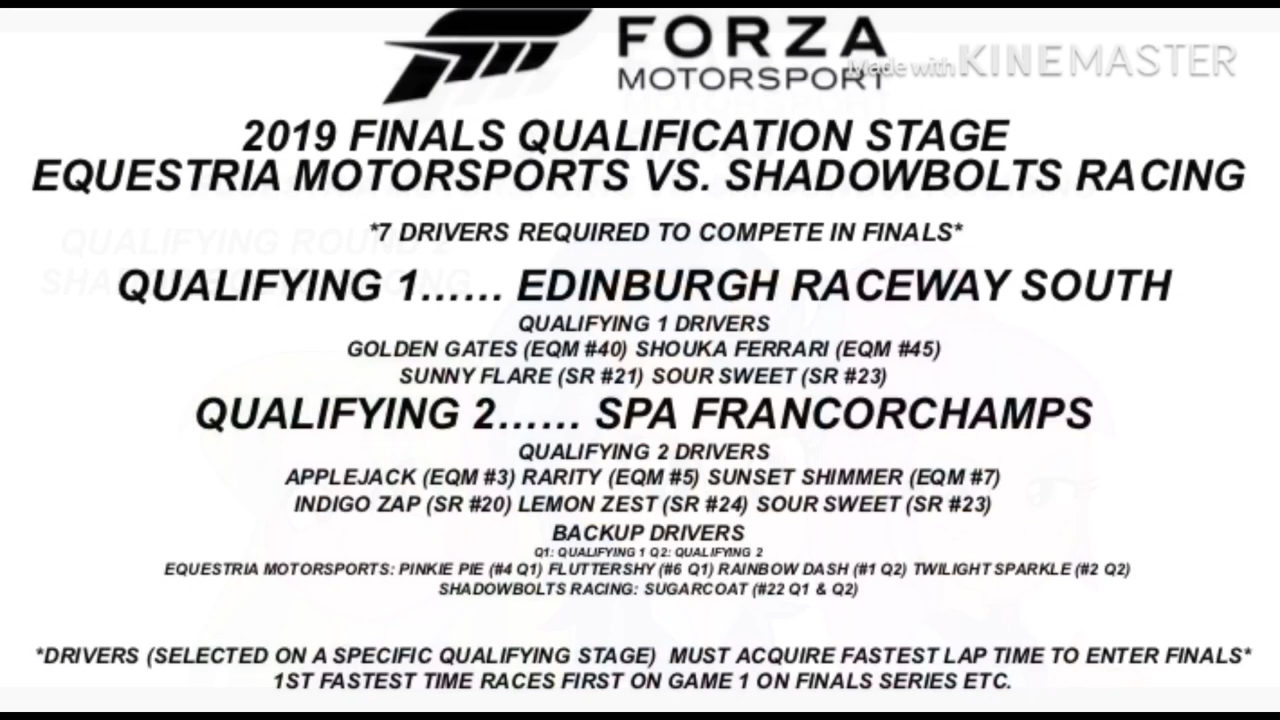 FORZA
MOTORSPORT
Made with KINEMASTER
2019 FINALS QUALIFICATION STAGE
EQUESTRIA MOTORSPORTS VS. SHADOWBOLTS RACING
*7 DRIVERS REQUIRED TO COMPETE IN FINALS*
QUALIFYING ROUND 2
QUALIFYING 1...... EDINBURGH RACEWAY SOUTH
QUALIFYING 1 DRIVERS
GOLDEN GATES (EQM #40) SHOUKA FERRARI (EQM #45)
SUNNY FLARE (SR #21) SOUR SWEET (SR #23)
QUALIFYING 2...... SPA FRANCORCHAMPS
QUALIFYING 2 DRIVERS
APPLEJACK (EQM #3) RARITY (EQM #5) SUNSET SHIMMER (EQM #7)
INDIGO ZAP (SR #20) LEMON ZEST (SR #24) SOUR SWEET (SR #23)
BACKUP DRIVERS
Q1: QUALIFYING 1 Q2: QUALIFYING 2
EQUESTRIA MOTORSPORTS: PINKIE PIE (#4 Q1) FLUTTERSHY (#6 Q1) RAINBOW DASH (#1 Q2) TWILIGHT SPARKLE (#2 Q2)
SHADOWBOLTS RACING: SUGARCOAT (#22 Q1 & Q2)
*DRIVERS (SELECTED ON A SPECIFIC QUALIFYING STAGE) MUST ACQUIRE FASTEST LAP TIME TO ENTER FINALS*
1ST FASTEST TIME RACES FIRST ON GAME 1 ON FINALS SERIES ETC.